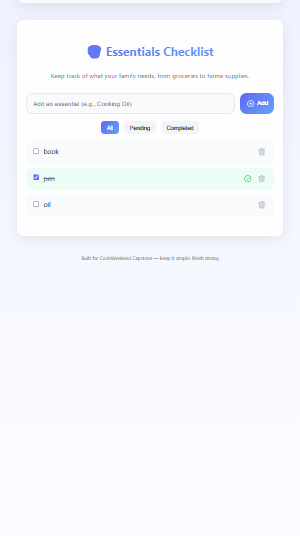 Essentials Checklist
Keep track of what your family needs, from groceries to home supplies.
Add an essential (e.g., Cooking Oil)
Add
All
Pending
Completed
book
pen
oil
Built for CodeWeekend Capstone — keep it simple, finish strong